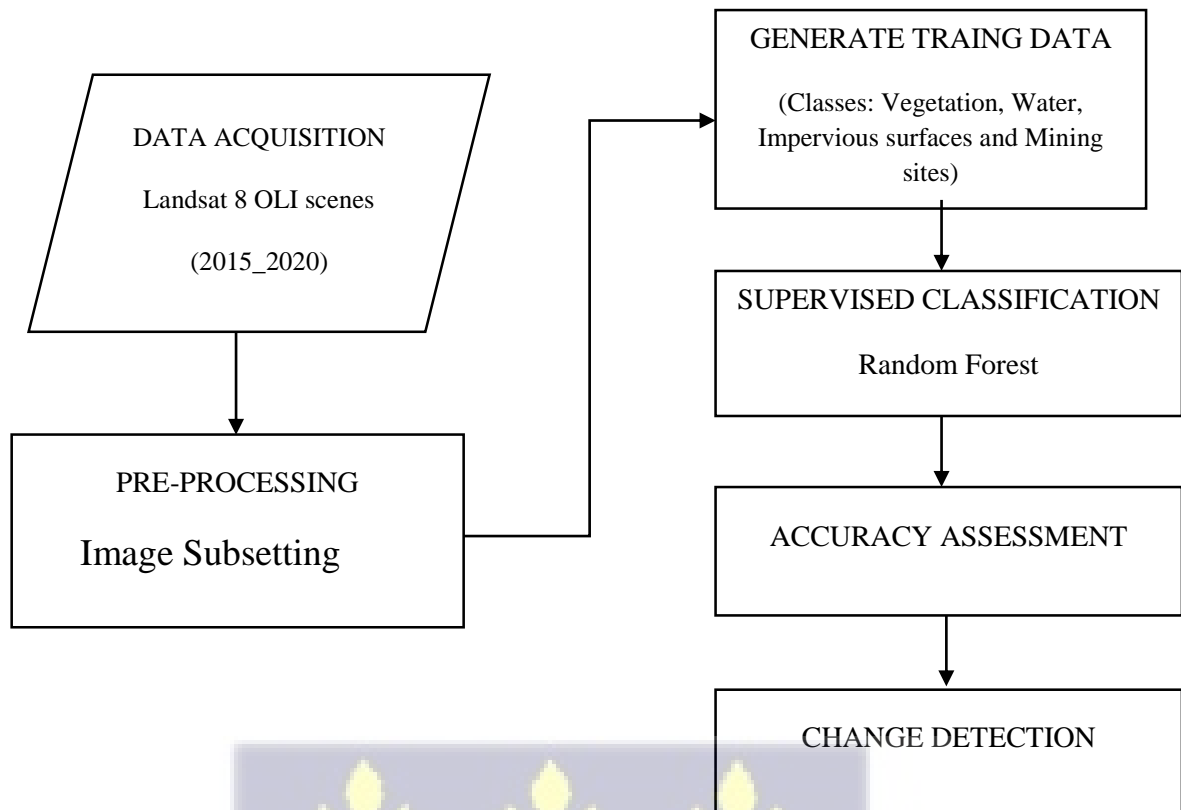 DATA ACQUISITION
Landsat 8 OLI scenes
(2015_2020)
PRE-PROCESSING
Image Subsetting
GENERATE TRAING DATA
(Classes: Vegetation, Water,
Impervious surfaces and Mining
sites)
SUPERVISED CLASSIFICATION
Random Forest
ACCURACY ASSESSMENT
CHANGE DETECTION